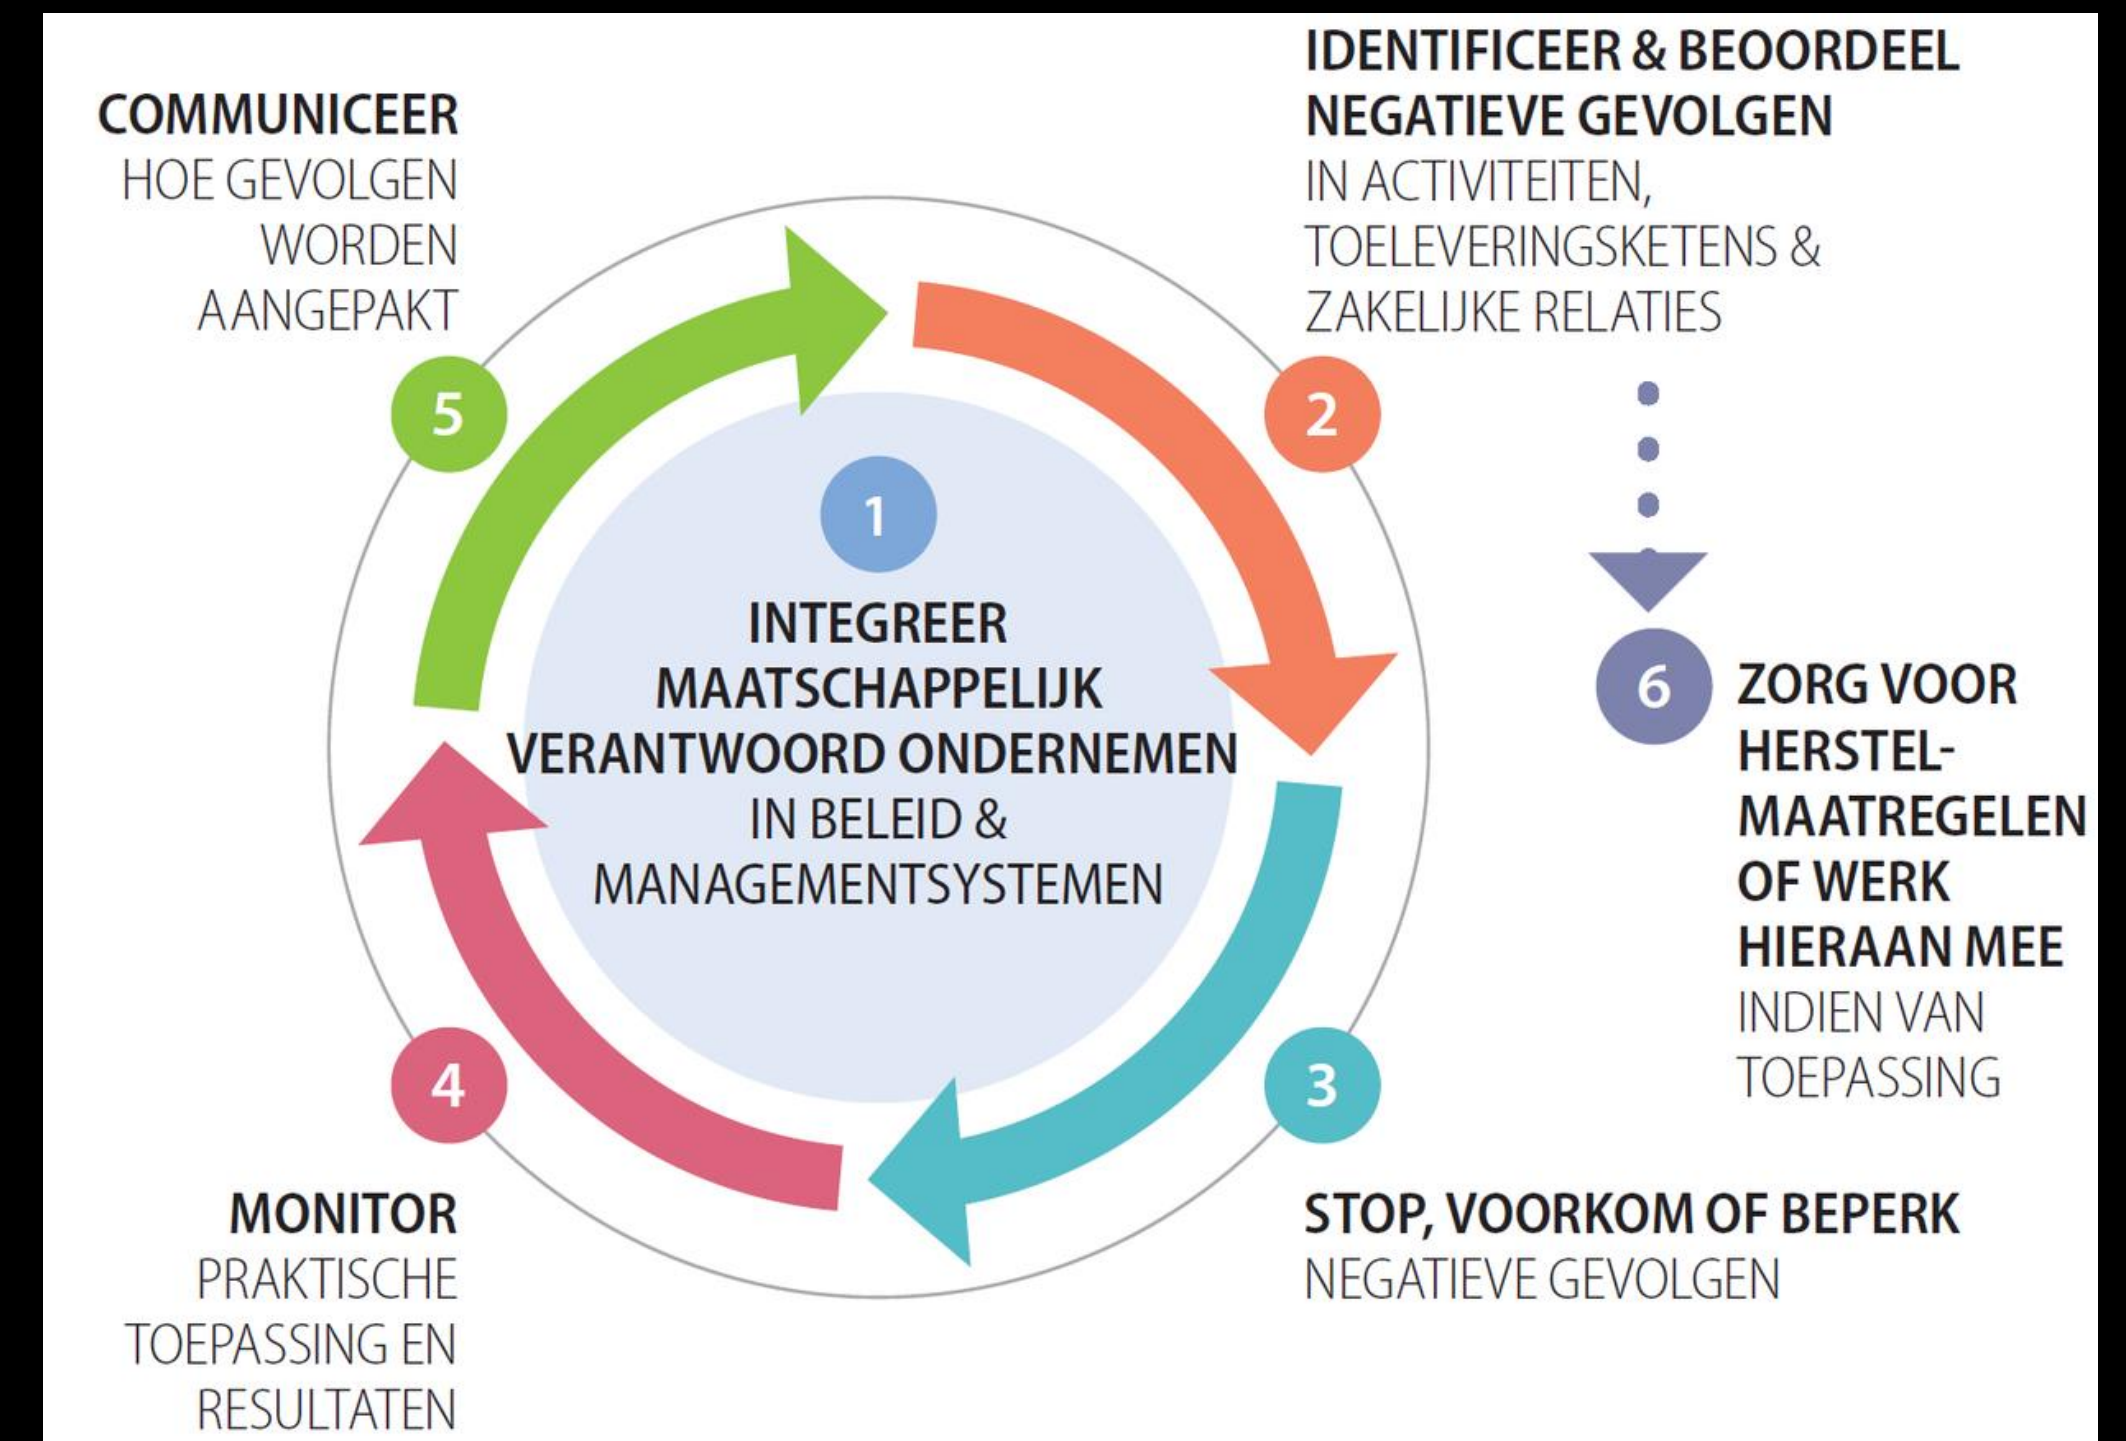 COMMUNICEER
HOE GEVOLGEN
WORDEN
AANGEPAKT
5
IDENTIFICEER & BEOORDEEL
NEGATIEVE GEVOLGEN
IN ACTIVITEITEN,
TOELEVERINGSKETENS &
ZAKELIJKE RELATIES
2
1
INTEGREER
MAATSCHAPPELIJK
VERANTWOORD ONDERNEMEN
IN BELEID &
MANAGEMENTSYSTEMEN
6
ZORG VOOR
HERSTEL-
MAATREGELEN
OF WERK
HIERAAN MEE
INDIEN VAN
TOEPASSING
4
MONITOR
PRAKTISCHE
TOEPASSING EN
RESULTATEN
3
STOP, VOORKOM OF BEPERK
NEGATIEVE GEVOLGEN